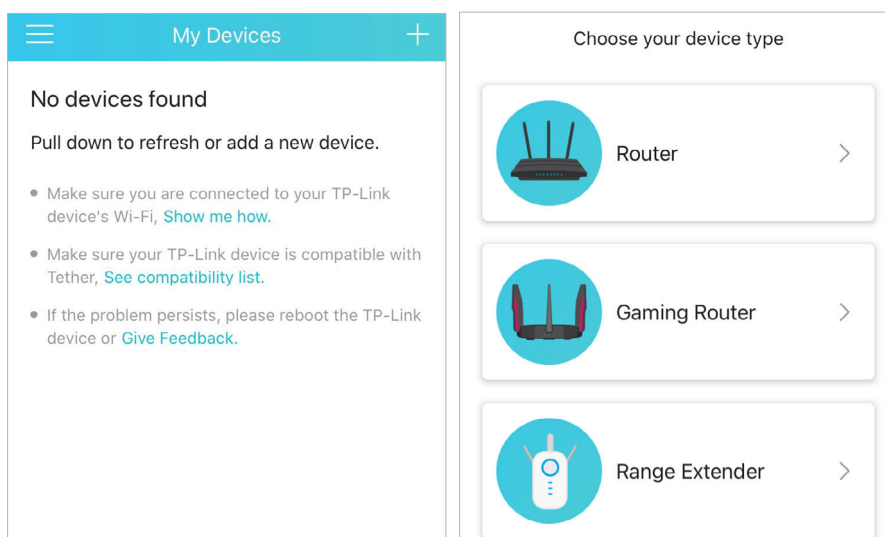 My Devices
No devices found
Pull down to refresh or add a new device.
Make sure you are connected to your TP-Link
device's Wi-Fi, Show me how.
Make sure your TP-Link device is compatible with
Tether, See compatibility list.
If the problem persists, please reboot the TP-Link
device or Give Feedback.
Choose your device type
Router
Gaming Router
Range Extender